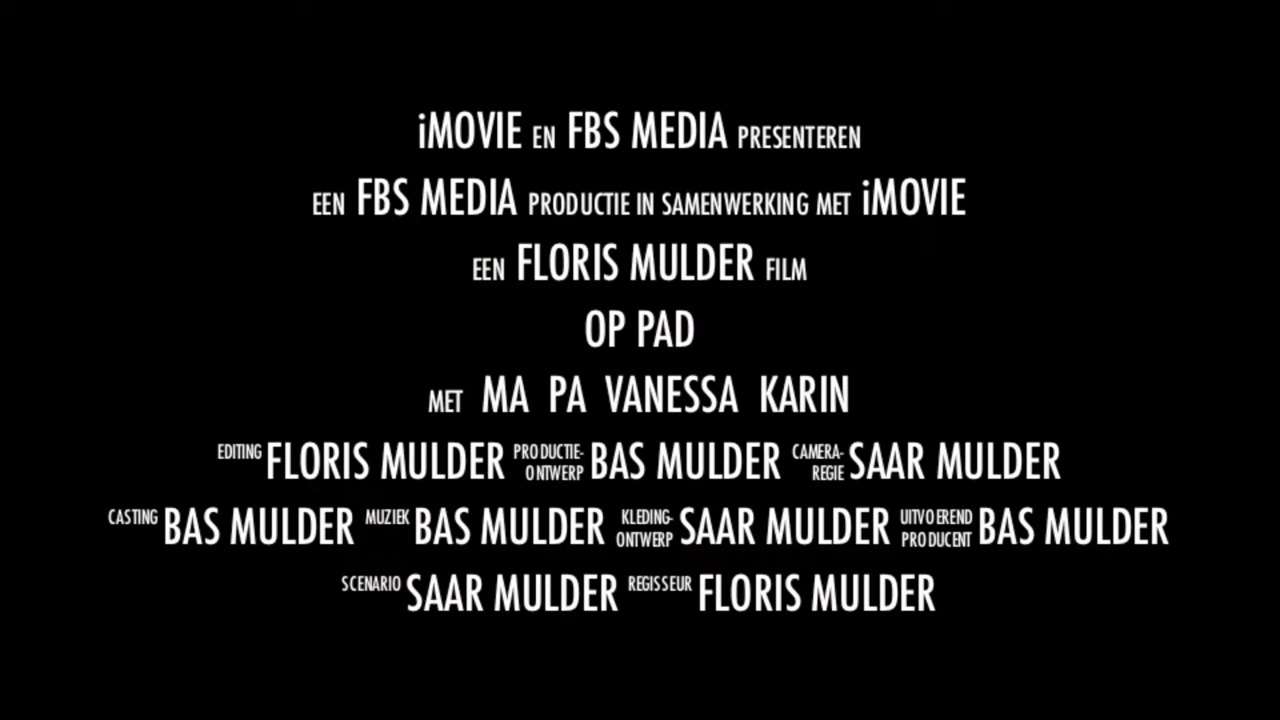 iMOVIE EN FBS MEDIA PRESENTEREN
EEN FBS MEDIA PRODUCTIE IN SAMENWERKING MET iMOVIE
EEN FLORIS MULDER FILM
OP PAD
MET MA PA VANESSA KARIN
EDITING FLORIS MULDER PRODUCTIE-ONTWERP BAS MULDER CAMERA-REGIE SAAR MULDER
CASTING BAS MULDER MUZIEK BAS MULDER KLEDING-ONTWERP SAAR MULDER UITVOEREND PRODUCENT BAS MULDER
SCENARIO SAAR MULDER REGISSEUR FLORIS MULDER